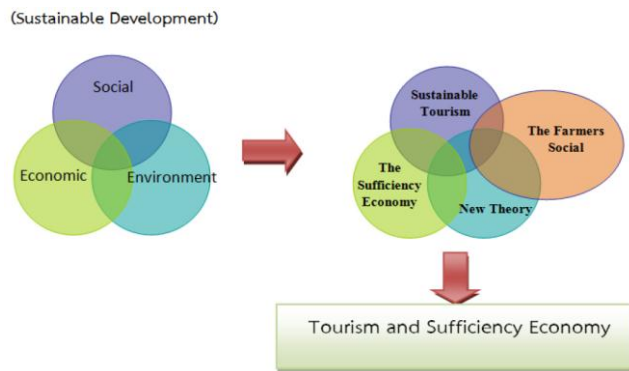 (Sustainable Development)
Social
Economic
Environment
Sustainable
Tourism
The Farmers
Social
The
Sufficiency
Economy
New Theory
Tourism and Sufficiency Economy